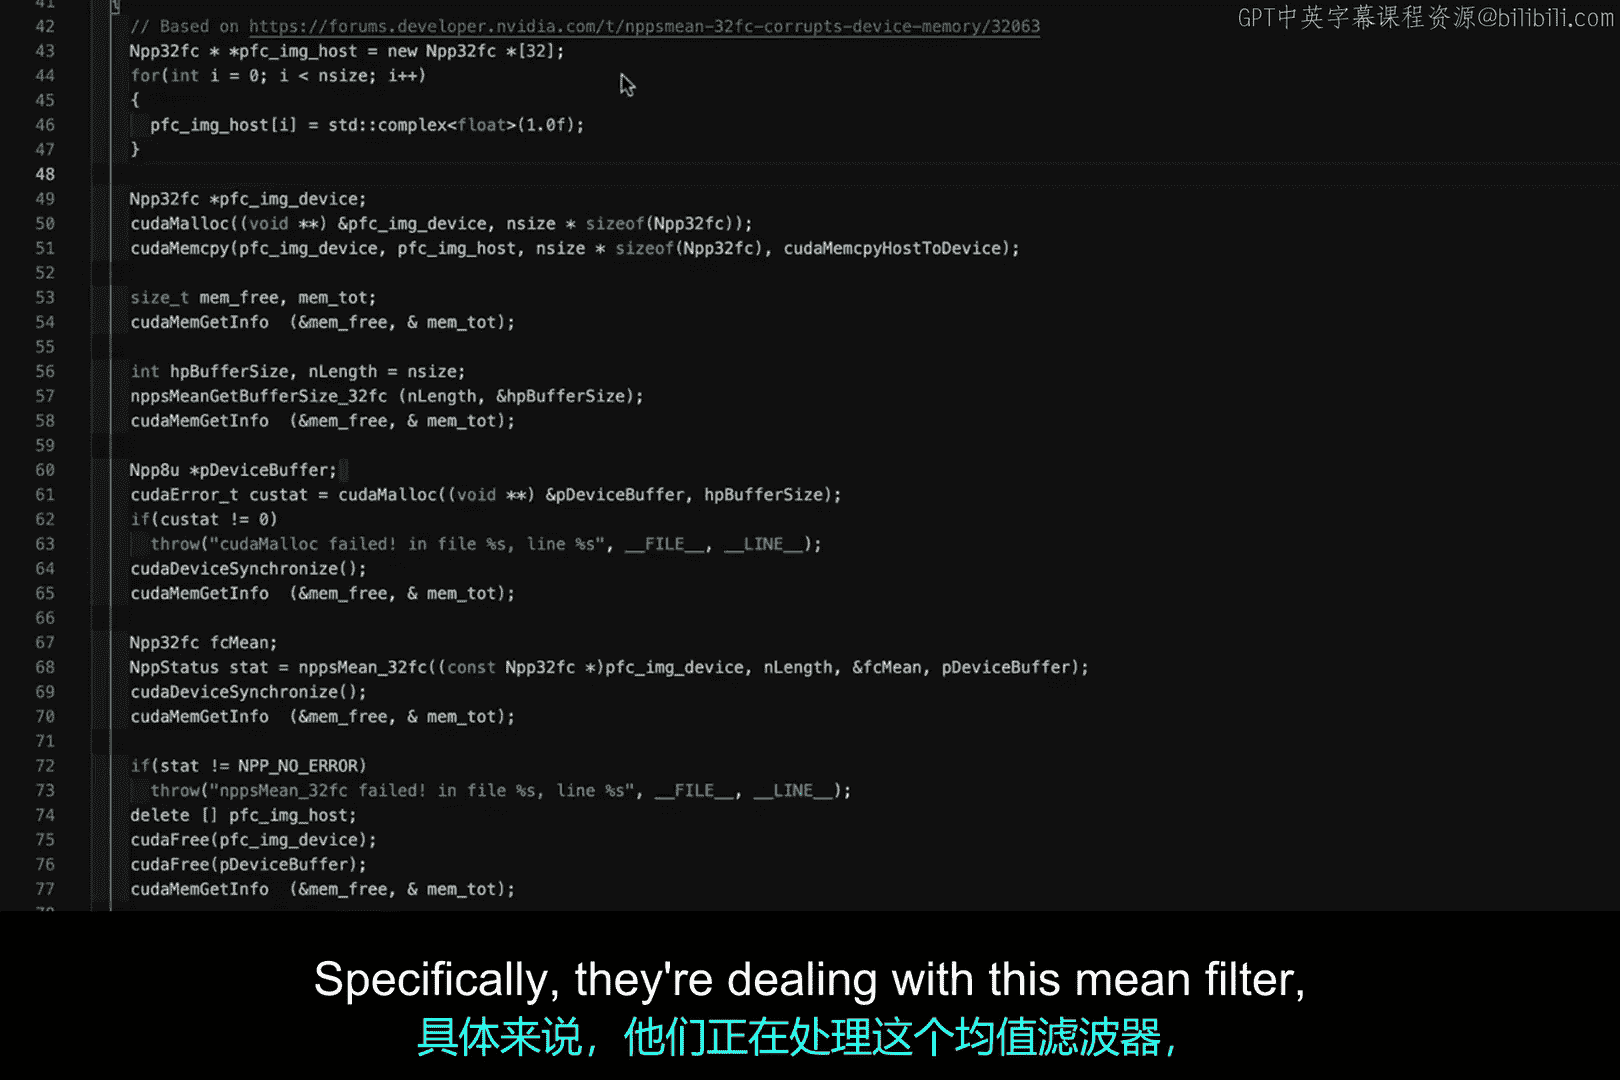 GPT中英字幕课程资源@bilibili.com
41 {
42 // Based on https://forums.developer.nvidia.com/t/nppsmean-32fc-corrupts-device-memory/32063
43 Npp32fc * *pfc_img_host = new Npp32fc *[32];
44 for(int i = 0; i < nsize; i++)
45 {
46 pfc_img_host[i] = std::complex<float>(1.0f);
47 }
48
49 Npp32fc *pfc_img_device;
50 cudaMalloc((void **) &pfc_img_device, nsize * sizeof(Npp32fc));
51 cudaMemcpy(pfc_img_device, pfc_img_host, nsize * sizeof(Npp32fc), cudaMemcpyHostToDevice);
52
53 size_t mem_free, mem_tot;
54 cudaMemGetInfo  (&mem_free, & mem_tot);
55
56 int hpBufferSize, nLength = nsize;
57 nppsMeanGetBufferSize_32fc (nLength, &hpBufferSize);
58 cudaMemGetInfo  (&mem_free, & mem_tot);
59
60 Npp8u *pDeviceBuffer;
61 cudaError_t custat = cudaMalloc((void **) &pDeviceBuffer, hpBufferSize);
62 if(custat != 0)
63 throw("cudaMalloc failed! in file %s, line %s", __FILE__, __LINE__);
64 cudaDeviceSynchronize();
65 cudaMemGetInfo  (&mem_free, & mem_tot);
66
67 Npp32fc fcMean;
68 NppStatus stat = nppsMean_32fc((const Npp32fc *)pfc_img_device, nLength, &fcMean, pDeviceBuffer);
69 cudaDeviceSynchronize();
70 cudaMemGetInfo  (&mem_free, & mem_tot);
71
72 if(stat != NPP_NO_ERROR)
73 throw("nppsMean_32fc failed! in file %s, line %s", __FILE__, __LINE__);
74 delete [] pfc_img_host;
75 cudaFree(pfc_img_device);
76 cudaFree(pDeviceBuffer);
77 cudaMemGetInfo  (&mem_free, & mem_tot);
Specifically, they're dealing with this mean filter,
具体来说，他们正在处理这个均值滤波器，